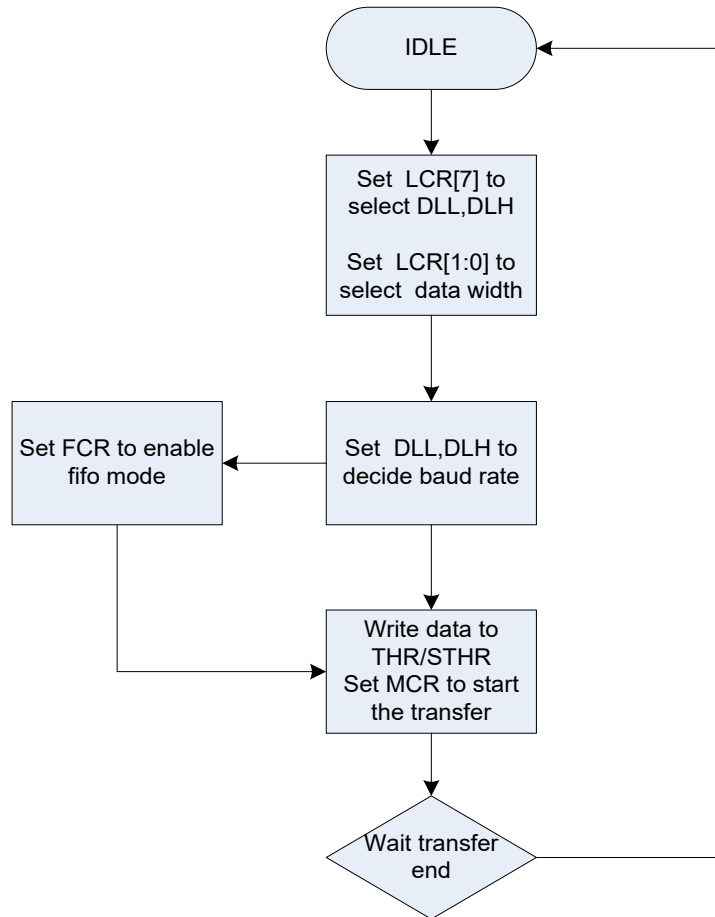 IDLE
Set LCR[7] to
select DLL,DLH
Set LCR[1:0] to
select data width
Set FCR to enable
fifo mode
Set DLL,DLH to
decide baud rate
Write data to
THR/STHR
Set MCR to start
the transfer
Wait transfer
end